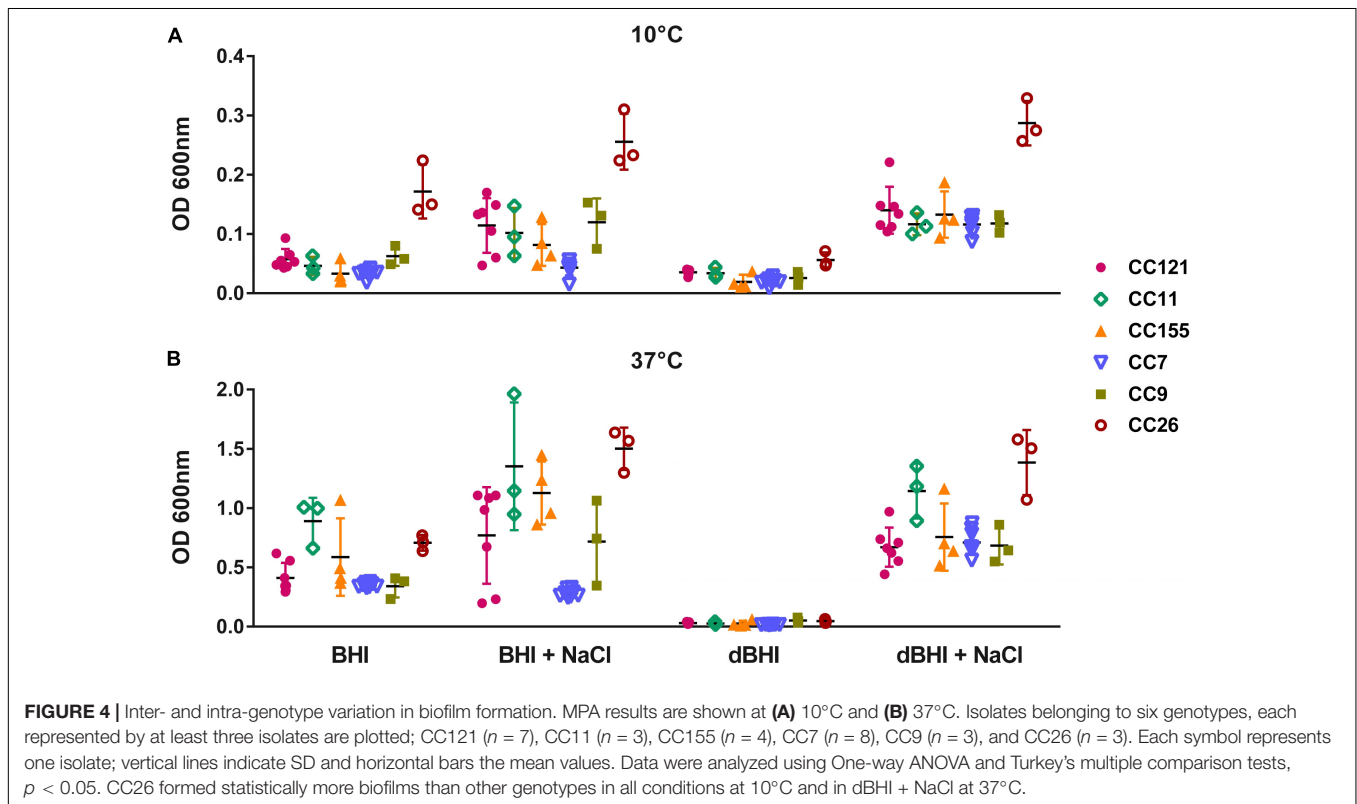 A
10°C
0.4
0.3
0.2
0.1
0.0
OD 600nm
CC121
CC11
CC155
CC7
CC9
CC26
B
37°C
2.0
1.5
1.0
0.5
0.0
OD 600nm
BHI
BHI + NaCl
dBHI
dBHI + NaCl
FIGURE 4 | Inter- and intra-genotype variation in biofilm formation. MPA results are shown at (A) 10°C and (B) 37°C. Isolates belonging to six genotypes, each
represented by at least three isolates are plotted; CC121 (n = 7), CC11 (n = 3), CC155 (n = 4), CC7 (n = 8), CC9 (n = 3), and CC26 (n = 3). Each symbol represents
one isolate; vertical lines indicate SD and horizontal bars the mean values. Data were analyzed using One-way ANOVA and Turkey's multiple comparison tests,
p < 0.05. CC26 formed statistically more biofilms than other genotypes in all conditions at 10°C and in dBHI + NaCl at 37°C.